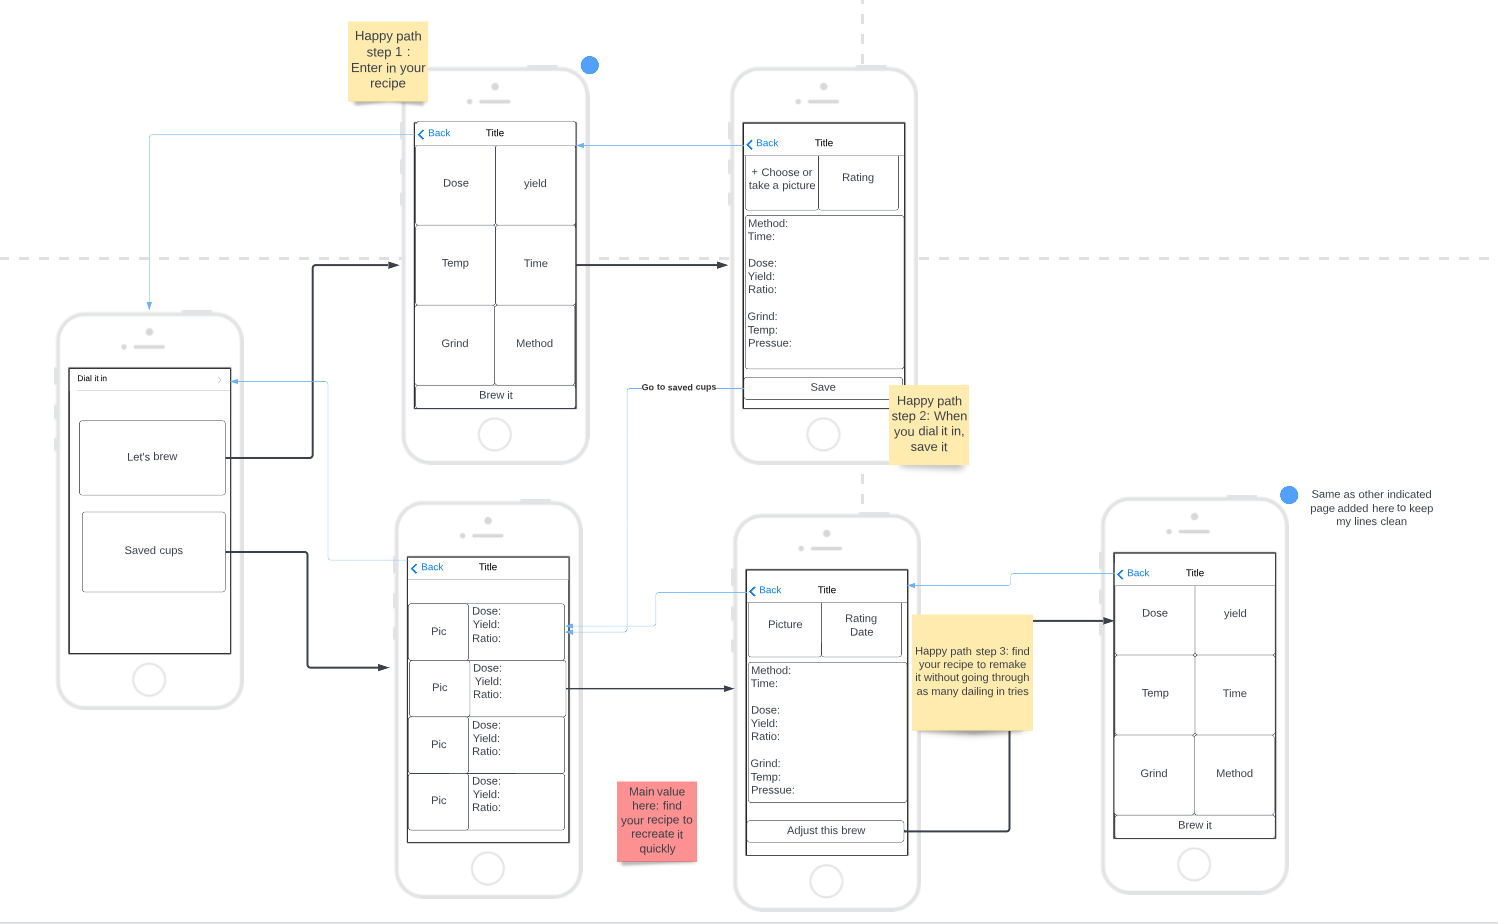 Happy path
step 1 :
Enter in your
recipe
Back
Title
Dose
yield
Temp
Time
Grind
Method
Brew it
Back
Title
+ Choose or
take a picture
Rating
Method:
Time:
Dose:
Yield:
Ratio:
Grind:
Temp:
Pressue:
Save
Go to saved cups
Happy path
step 2: When
you dial it in,
save it
Dial it in
Let's brew
Saved cups
Back
Title
Pic
Dose:
Yield:
Ratio:
Pic
Dose:
Yield:
Ratio:
Pic
Dose:
Yield:
Ratio:
Pic
Dose:
Yield:
Ratio:
Main value
here: find
your recipe to
recreate it
quickly
Back
Title
Picture
Rating
Date
Method:
Time:
Dose:
Yield:
Ratio:
Grind:
Temp:
Pressue:
Adjust this brew
Happy path step 3: find
your recipe to remake
it without going through
as many dailing in tries
Back
Title
Dose
yield
Temp
Time
Grind
Method
Brew it
Same as other indicated
page added here to keep
my lines clean